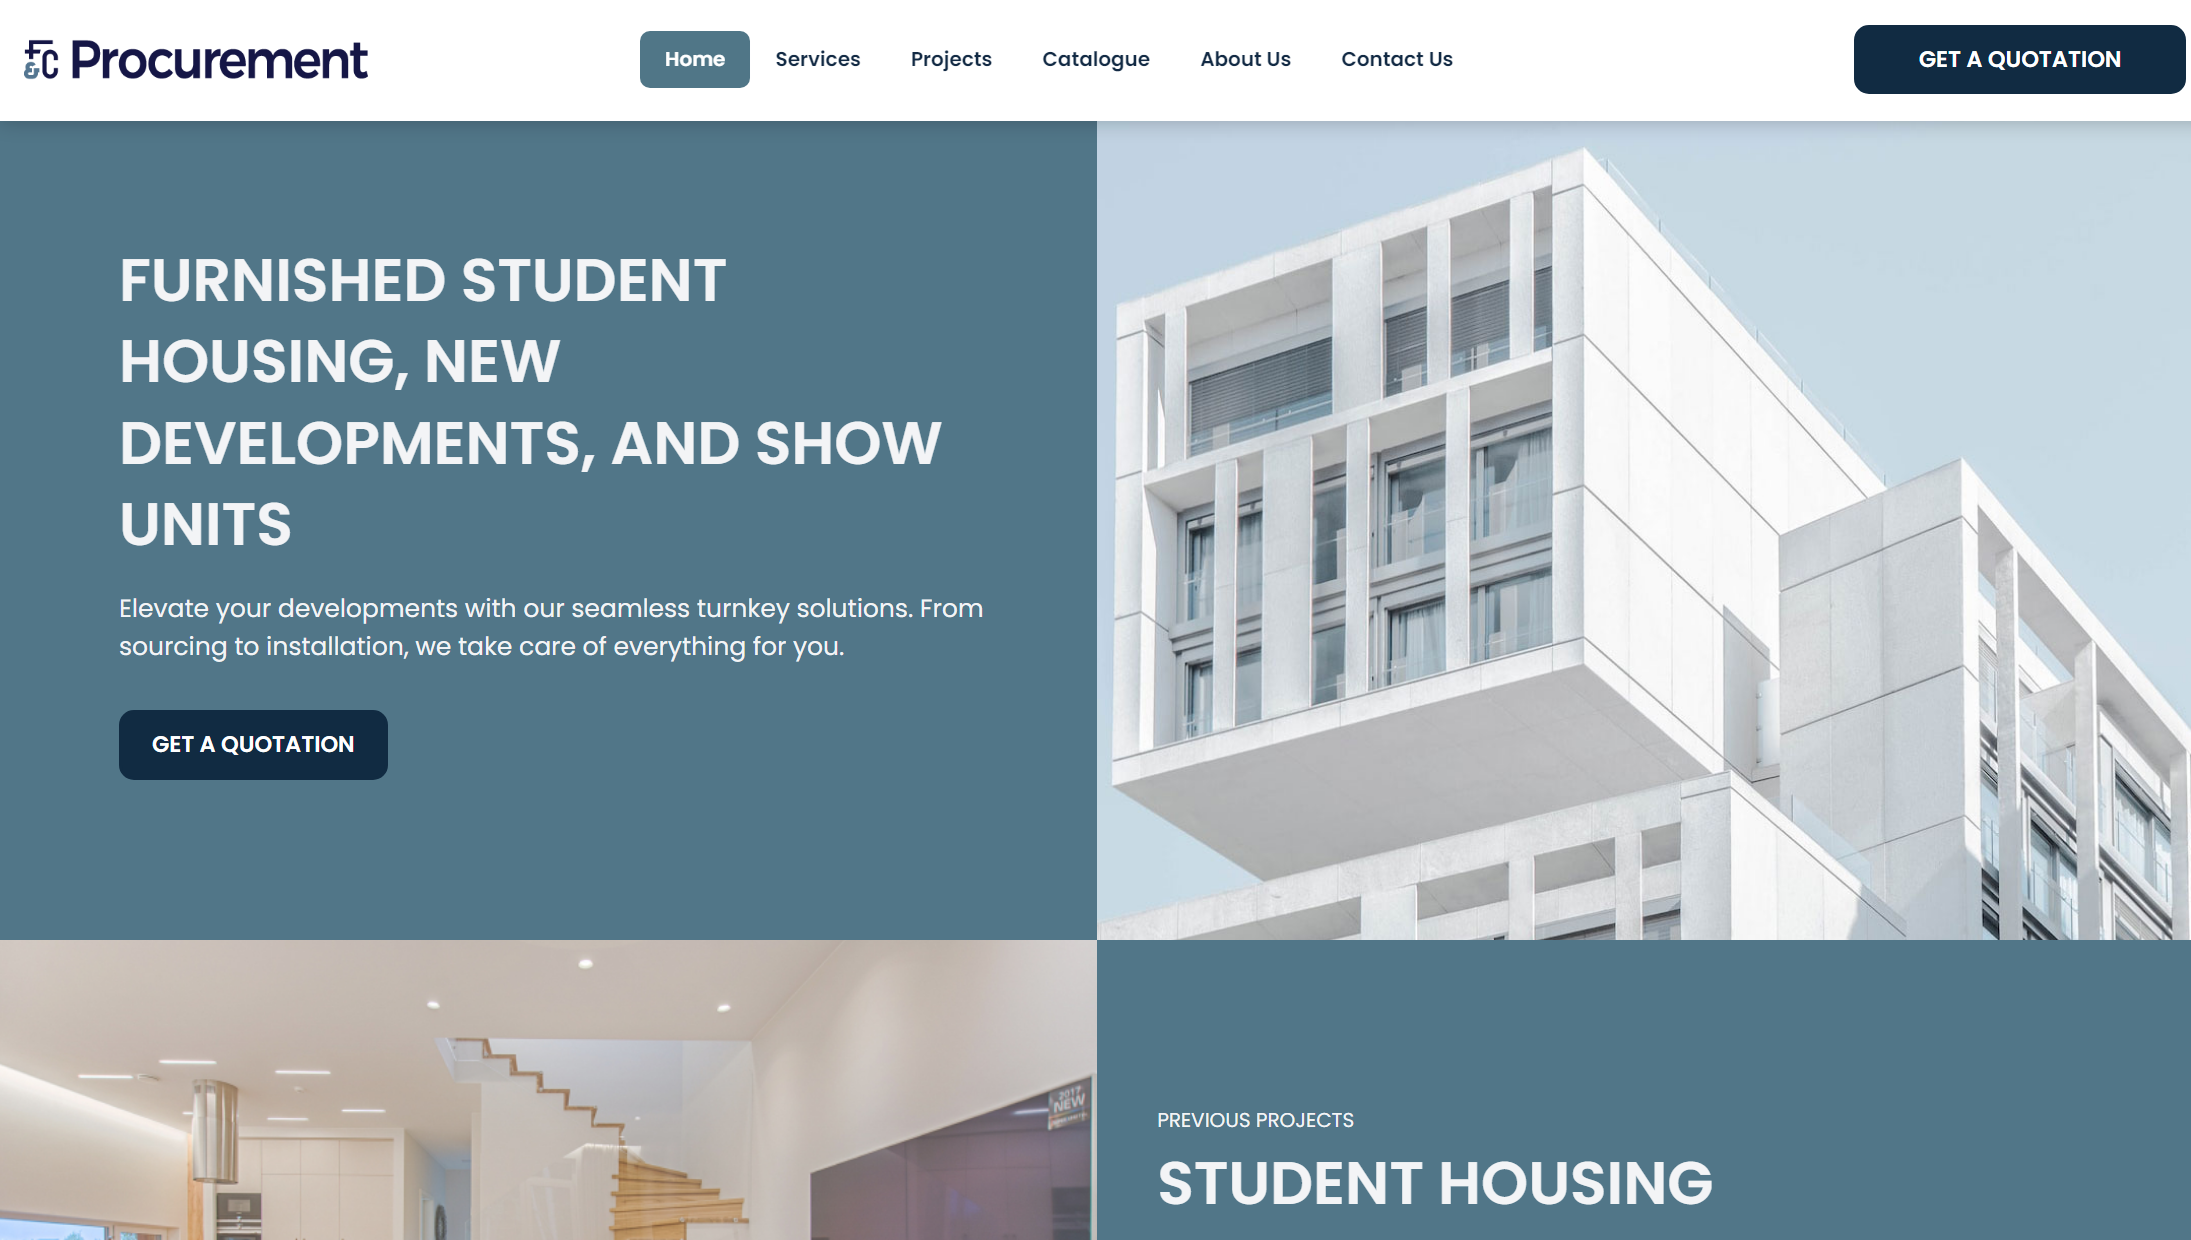 F&C Procurement
Home
Services
Projects
Catalogue
About Us
Contact Us
GET A QUOTATION
FURNISHED STUDENT
HOUSING, NEW
DEVELOPMENTS, AND SHOW
UNITS
Elevate your developments with our seamless turnkey solutions. From
sourcing to installation, we take care of everything for you.
GET A QUOTATION
2017
NEW
PREVIOUS PROJECTS
STUDENT HOUSING